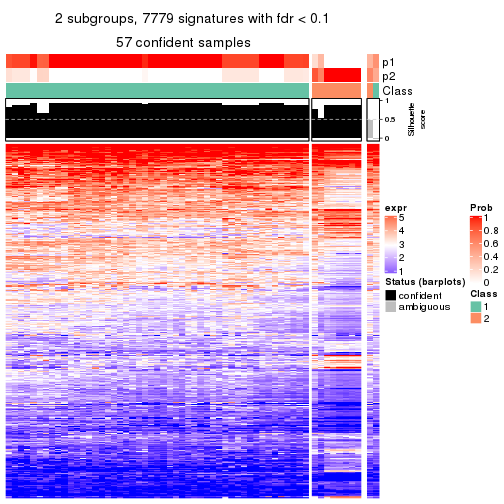 2 subgroups, 7779 signatures with fdr < 0.1
57 confident samples
p1
p2
Class
1
0.5
0
Silhouette
score
expr
5
4
3
2
1
Status (barplots)
confident
ambiguous
Prob
1
0.8
0.6
0.4
0.2
0
Class
1
2